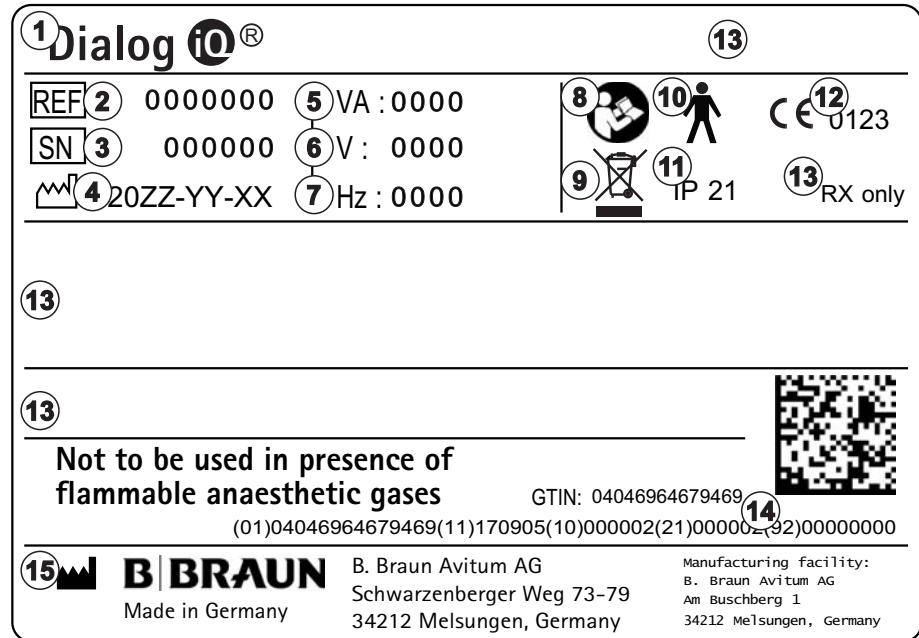 1 Dialog iQ® 13
REF 2 0000000 5 VA : 0000 8 10 CE 12 0123
SN 3 000000 6 V : 0000
4 20ZZ-YY-XX 7 Hz : 0000 9 11 IP 21 13 RX only
13
13
Not to be used in presence of
flammable anaesthetic gases
GTIN: 04046964679469
14
(01)04046964679469(11)170905(10)000002(21)000002(92)00000000
15 B|BRAUN
Made in Germany
B. Braun Avitum AG
Schwarzenberger Weg 73-79
34212 Melsungen, Germany
Manufacturing facility:
B. Braun Avitum AG
Am Buschberg 1
34212 Melsungen, Germany